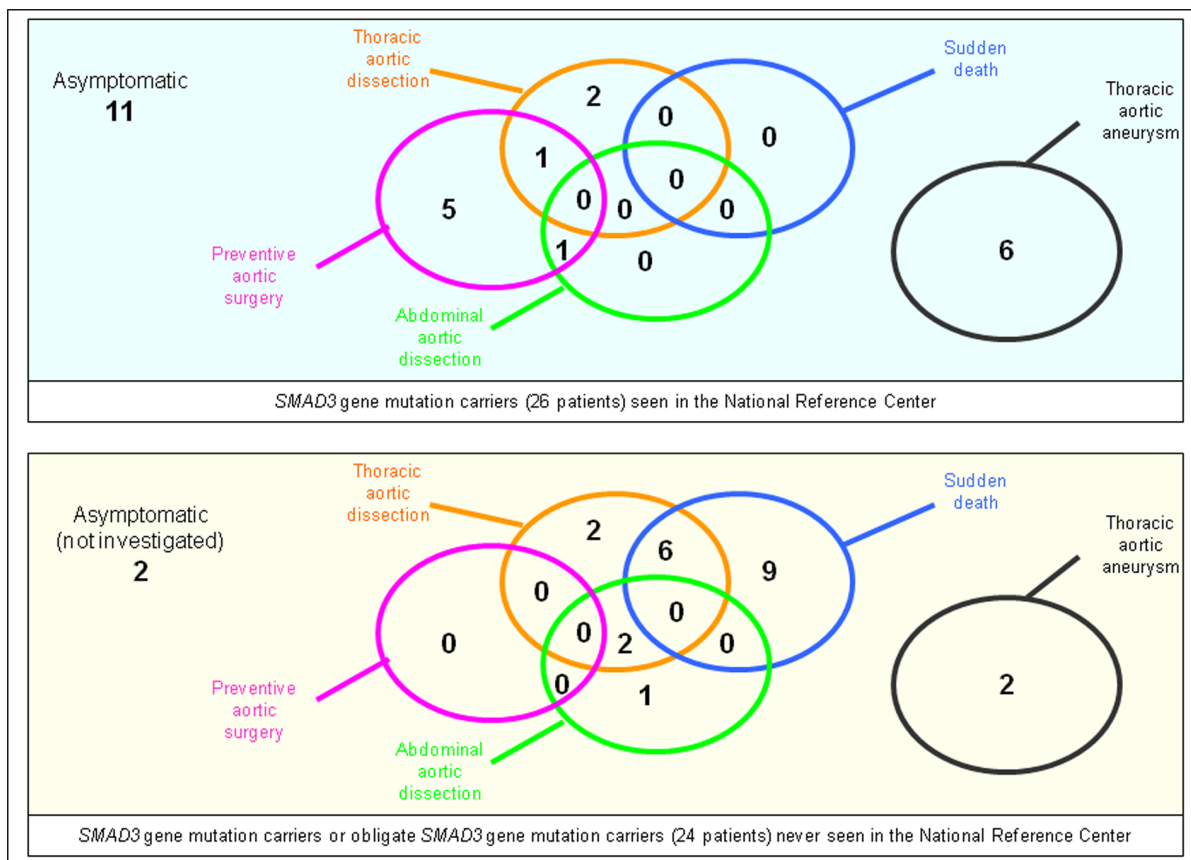 Thoracic
aortic
dissection
Sudden
death
Asymptomatic
11
Thoracic
aortic
aneurysm
2
0
0
1
0
5
0
0
0
1
0
6
Preventive
aortic
surgery
Abdominal
aortic
dissection
SMAD3 gene mutation carriers (26 patients) seen in the National Reference Center
Thoracic
aortic
dissection
Sudden
death
Asymptomatic
(not investigated)
2
Thoracic
aortic
aneurysm
2
6
9
0
0
0
0
2
0
0
1
2
Preventive
aortic
surgery
Abdominal
aortic
dissection
SMAD3 gene mutation carriers or obligate SMAD3 gene mutation carriers (24 patients) never seen in the National Reference Center